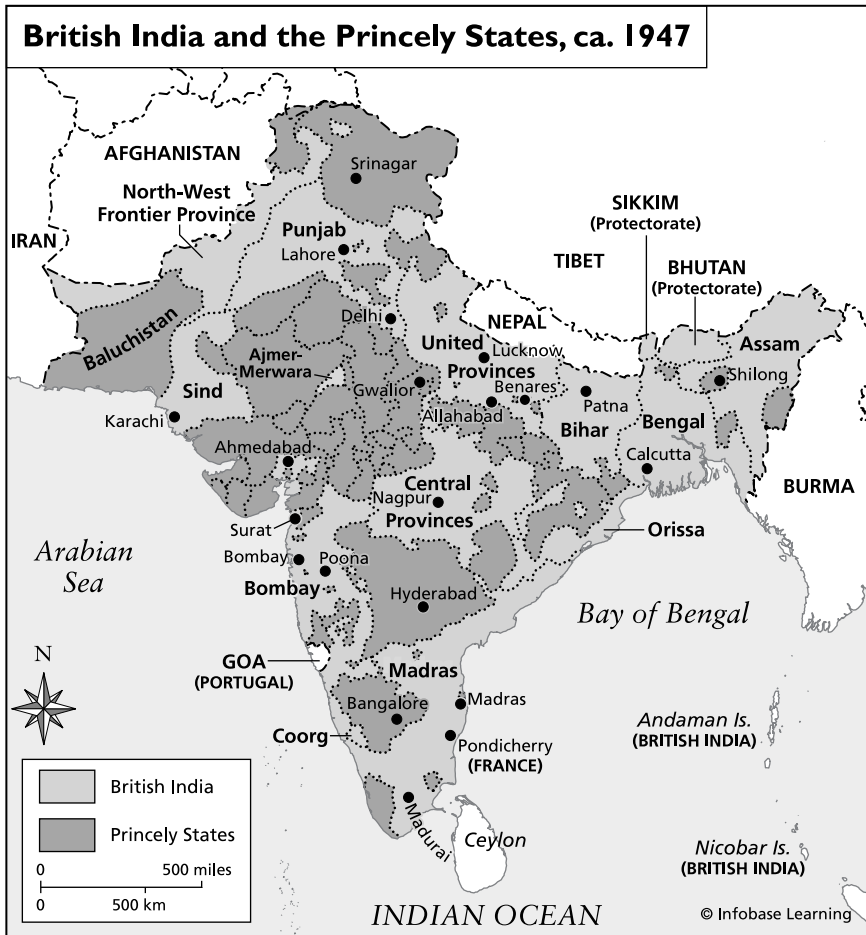 British India and the Princely States, ca. 1947
AFGHANISTAN
North-West
Frontier Province
IRAN
Srinagar
Punjab
Lahore
SIKKIM
(Protectorate)
TIBET
BHUTAN
(Protectorate)
Baluchistan
Delhi
NEPAL
United
Provinces
Lucknow
Assam
Ajmer-
Merwara
Sind
Gwalior
Benares
Shilong
Karachi
Allahabad
Patna
Bihar
Bengal
Ahmedabad
Calcutta
Central
Provinces
Nagpur
BURMA
Surat
Orissa
Arabian
Sea
Bombay
Poona
Bombay
Hyderabad
Bay of Bengal
N
GOA
(PORTUGAL)
Madras
Bangalore
Madras
Coorg
Pondicherry
(FRANCE)
Andaman Is.
(BRITISH INDIA)
Madurai
Ceylon
Nicobar Is.
(BRITISH INDIA)
British India
Princely States
0 500 miles
0 500 km
INDIAN OCEAN
© Infobase Learning